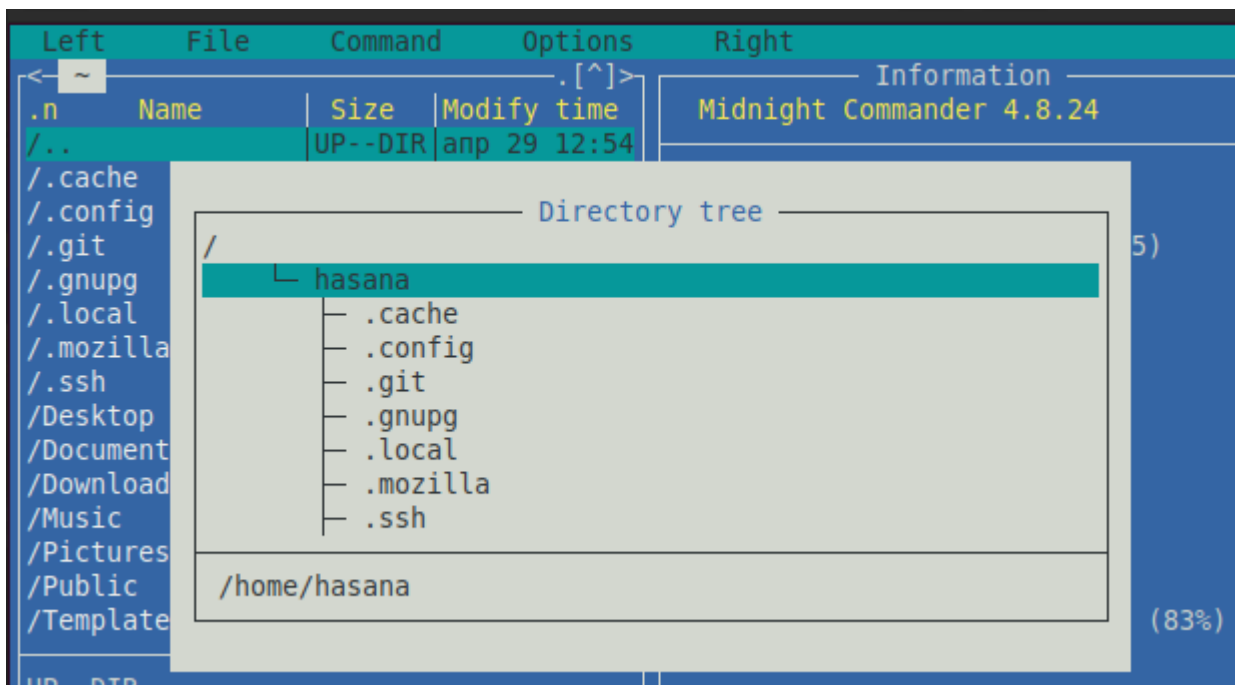 Left File Command Options Right
<- ~ .[^]>
Information
.n Name Size Modify time
Midnight Commander 4.8.24
/.. UP--DIR апр 29 12:54
/.cache
/.config
/.git
/.gnupg
/.local
/.mozilla
/.ssh
/Desktop
/Document
/Download
/Music
/Pictures
/Public
/Template
Directory tree
/
hasana
.cache
.config
.git
.gnupg
.local
.mozilla
.ssh
/home/hasana
5)
(83%)
UP--DIR